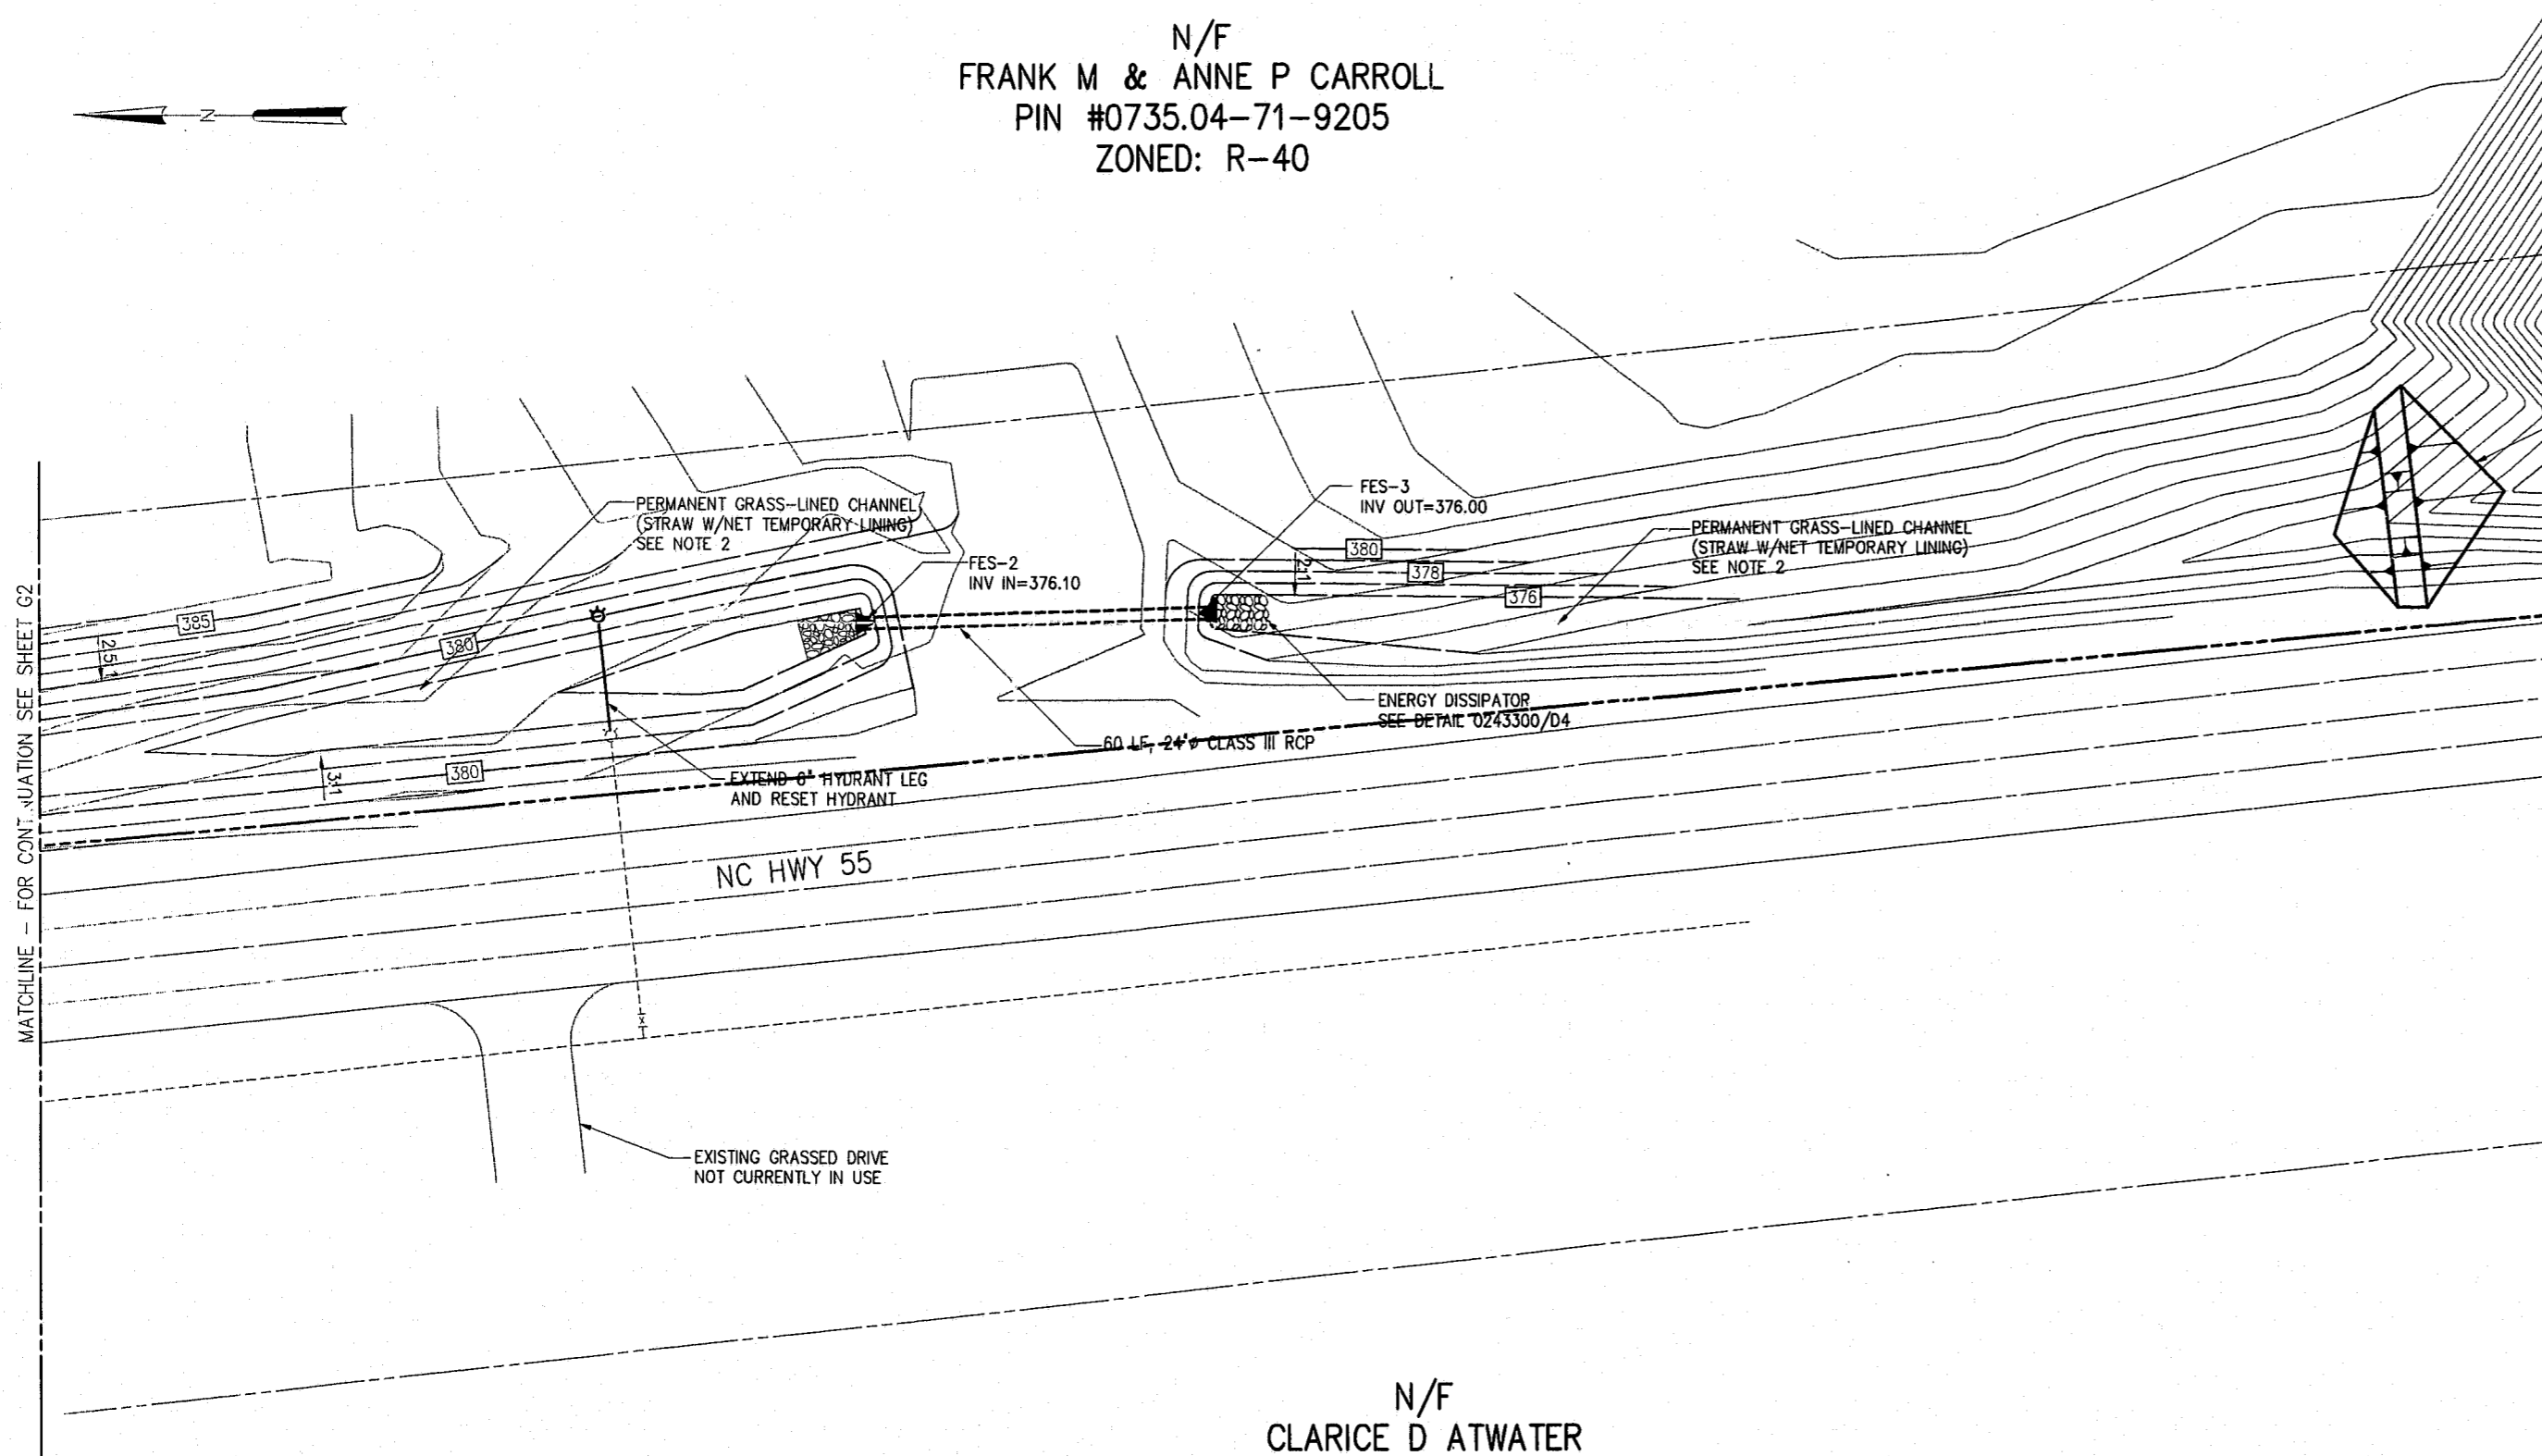 N/F
FRANK M & ANNE P CARROLL
PIN #0735.04-71-9205
ZONED: R-40
N
PERMANENT GRASS-LINED CHANNEL
(STRAW W/NET TEMPORARY LINING)
SEE NOTE 2
FES-2
INV IN=376.10
FES-3
INV OUT=376.00
PERMANENT GRASS-LINED CHANNEL
(STRAW W/NET TEMPORARY LINING)
SEE NOTE 2
380
378
376
2:1
385
380
2.5:1
ENERGY DISSIPATOR
SEE DETAIL 0243300/D4
60 LF, 24"Ø CLASS III RCP
380
3:1
EXTEND 6" HYDRANT LEG
AND RESET HYDRANT
NC HWY 55
MATCHLINE - FOR CONTINUATION SEE SHEET G2
EXISTING GRASSED DRIVE
NOT CURRENTLY IN USE
N/F
CLARICE D ATWATER